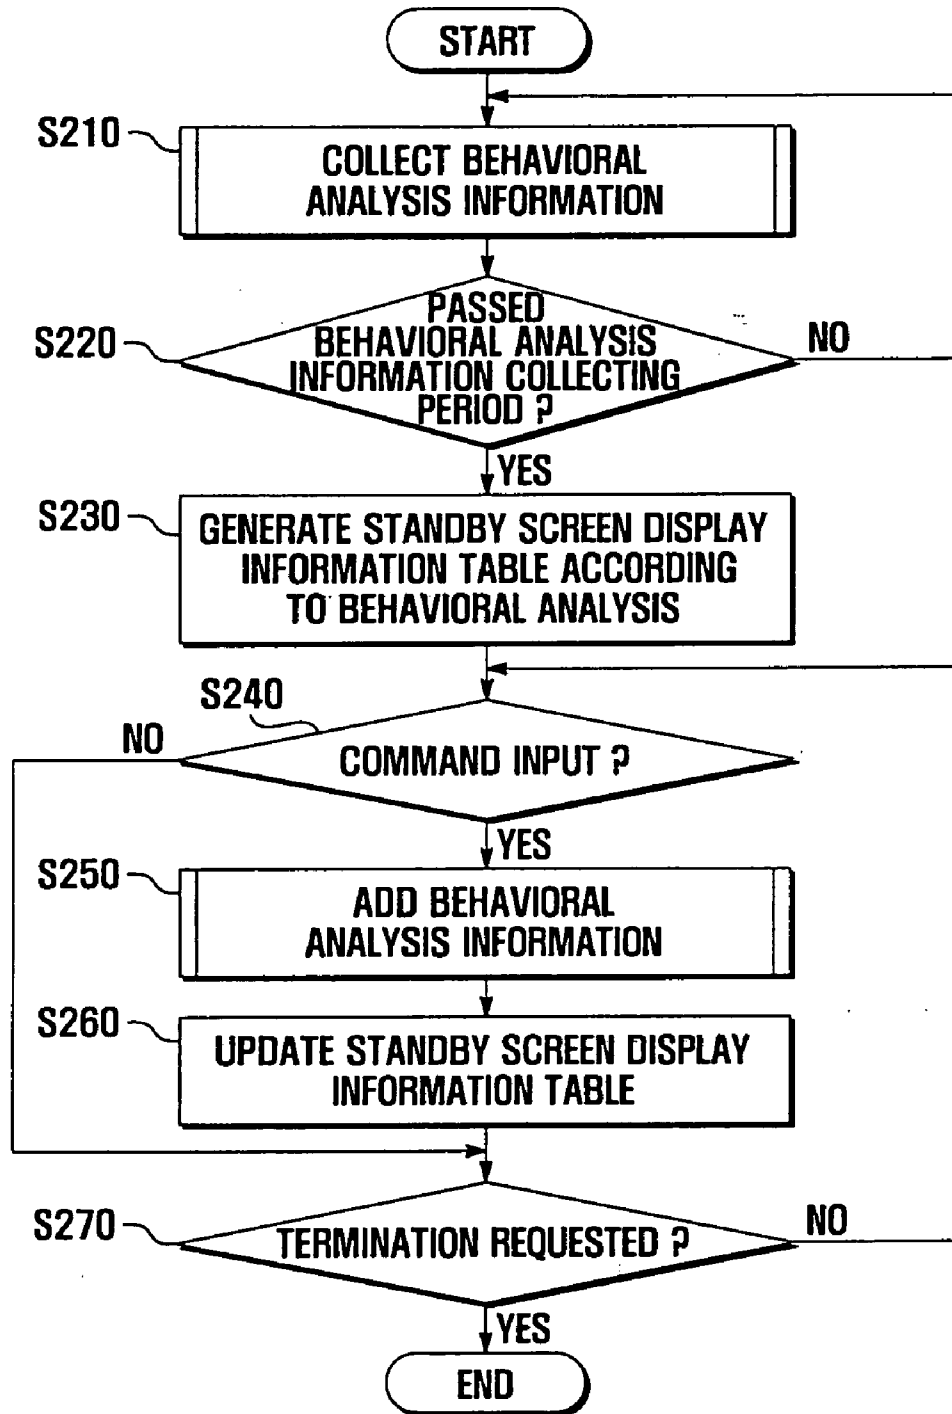 START
S210
COLLECT BEHAVIORAL
ANALYSIS INFORMATION
S220
PASSED
BEHAVIORAL ANALYSIS
INFORMATION COLLECTING
PERIOD ?
NO
YES
S230
GENERATE STANDBY SCREEN DISPLAY
INFORMATION TABLE ACCORDING
TO BEHAVIORAL ANALYSIS
S240
NO
COMMAND INPUT ?
YES
S250
ADD BEHAVIORAL
ANALYSIS INFORMATION
S260
UPDATE STANDBY SCREEN DISPLAY
INFORMATION TABLE
S270
TERMINATION REQUESTED ?
NO
YES
END